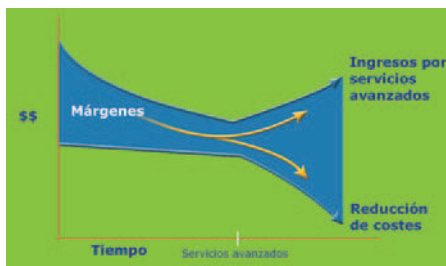 Ingresos por
servicios
avanzados
$$
Márgenes
Reducción
de costes
Tiempo
Servicios avanzados